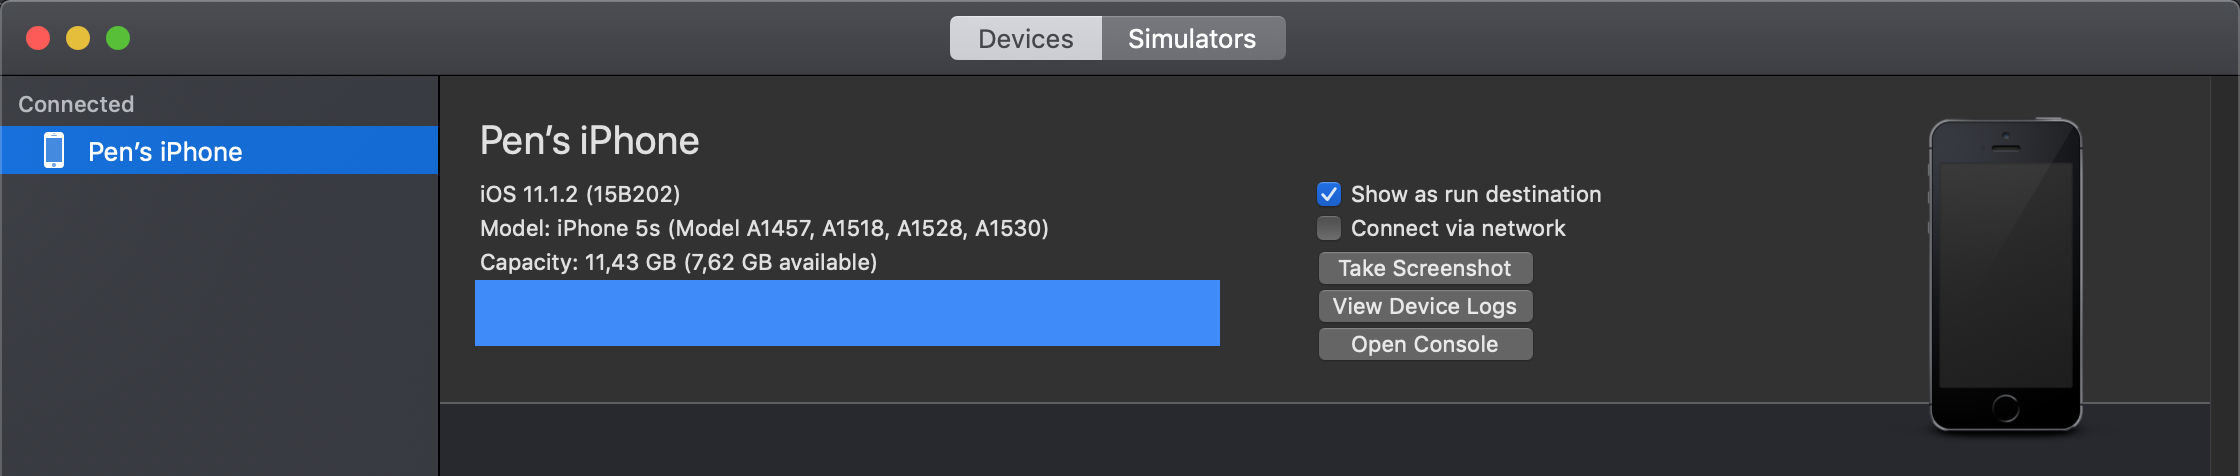 Devices
Simulators
Connected
Pen’s iPhone
Pen’s iPhone
iOS 11.1.2 (15B202)
Model: iPhone 5s (Model A1457, A1518, A1528, A1530)
Capacity: 11,43 GB (7,62 GB available)
Show as run destination
Connect via network
Take Screenshot
View Device Logs
Open Console